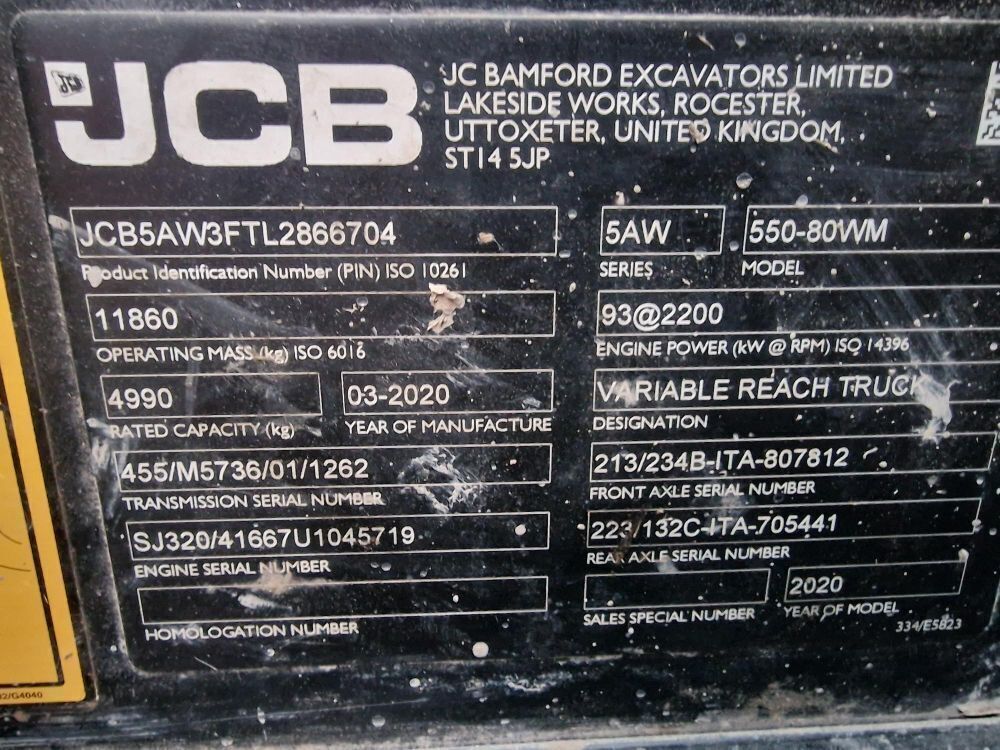 JCB
JC BAMFORD EXCAVATORS LIMITED
LAKESIDE WORKS, ROCESTER,
UTTOXETER, UNITED KINGDOM,
ST14 5JP
JCB5AW3FTL2866704
Product Identification Number (PIN) ISO 10261
5AW
SERIES
550-80WM
MODEL
11860
OPERATING MASS (kg) ISO 6016
93@2200
ENGINE POWER (kW @ RPM) ISO 14396
4990
RATED CAPACITY (kg)
03-2020
YEAR OF MANUFACTURE
VARIABLE REACH TRUCK
DESIGNATION
455/M5736/01/1262
TRANSMISSION SERIAL NUMBER
213/234B-ITA-807812
FRONT AXLE SERIAL NUMBER
SJ320/41667U1045719
ENGINE SERIAL NUMBER
223/132C-ITA-705441
REAR AXLE SERIAL NUMBER
HOMOLOGATION NUMBER
SALES SPECIAL NUMBER
2020
YEAR OF MODEL
334/E5823